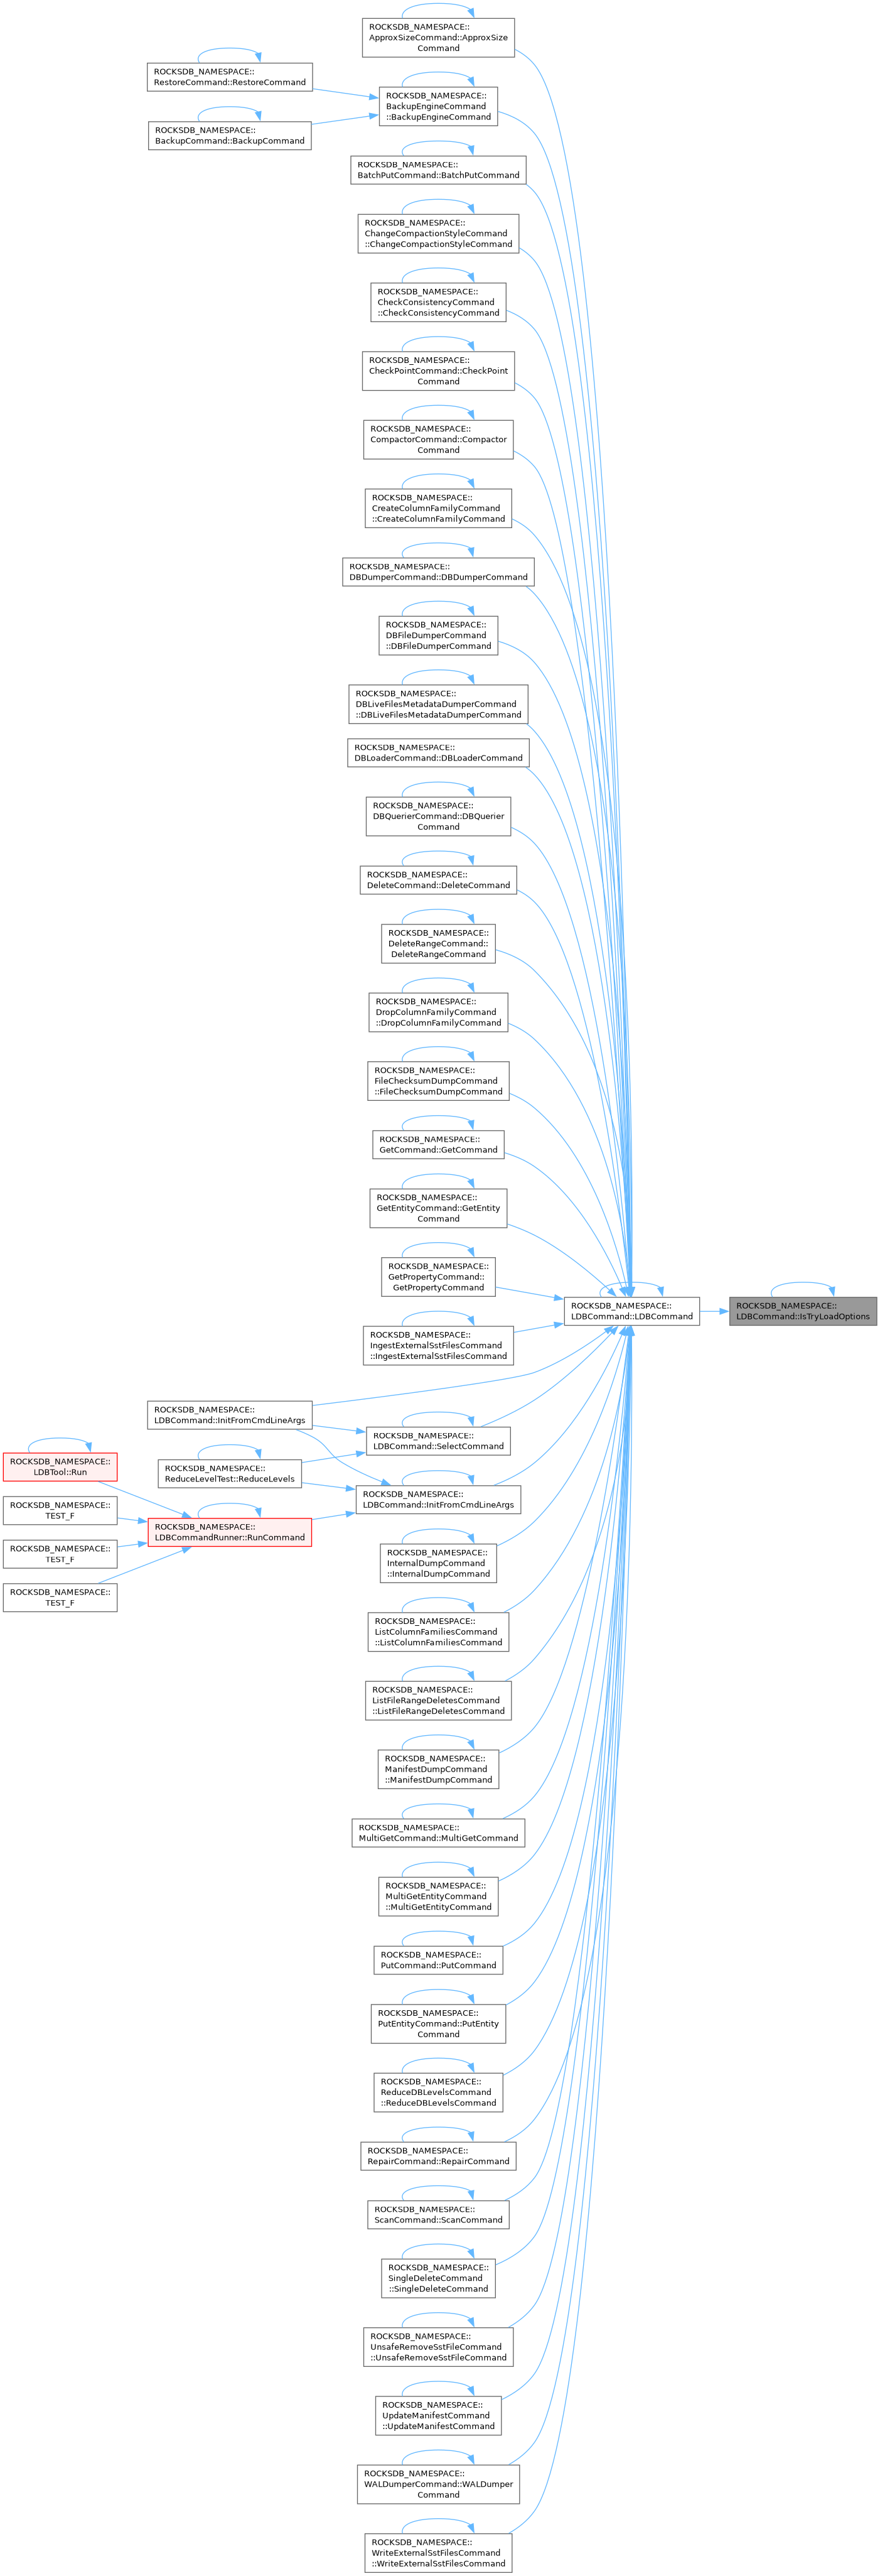 ROCKSDB_NAMESPACE::
ApproxSizeCommand::ApproxSize
Command
ROCKSDB_NAMESPACE::
RestoreCommand::RestoreCommand
ROCKSDB_NAMESPACE::
BackupEngineCommand
::BackupEngineCommand
ROCKSDB_NAMESPACE::
BackupCommand::BackupCommand
ROCKSDB_NAMESPACE::
BatchPutCommand::BatchPutCommand
ROCKSDB_NAMESPACE::
ChangeCompactionStyleCommand
::ChangeCompactionStyleCommand
ROCKSDB_NAMESPACE::
CheckConsistencyCommand
::CheckConsistencyCommand
ROCKSDB_NAMESPACE::
CheckPointCommand::CheckPoint
Command
ROCKSDB_NAMESPACE::
CompactorCommand::Compactor
Command
ROCKSDB_NAMESPACE::
CreateColumnFamilyCommand
::CreateColumnFamilyCommand
ROCKSDB_NAMESPACE::
DBDumperCommand::DBDumperCommand
ROCKSDB_NAMESPACE::
DBFileDumperCommand
::DBFileDumperCommand
ROCKSDB_NAMESPACE::
DBLiveFilesMetadataDumperCommand
::DBLiveFilesMetadataDumperCommand
ROCKSDB_NAMESPACE::
DBLoaderCommand::DBLoaderCommand
ROCKSDB_NAMESPACE::
DBQuerierCommand::DBQuerier
Command
ROCKSDB_NAMESPACE::
DeleteCommand::DeleteCommand
ROCKSDB_NAMESPACE::
DeleteRangeCommand::
DeleteRangeCommand
ROCKSDB_NAMESPACE::
DropColumnFamilyCommand
::DropColumnFamilyCommand
ROCKSDB_NAMESPACE::
FileChecksumDumpCommand
::FileChecksumDumpCommand
ROCKSDB_NAMESPACE::
GetCommand::GetCommand
ROCKSDB_NAMESPACE::
GetEntityCommand::GetEntity
Command
ROCKSDB_NAMESPACE::
GetPropertyCommand::
GetPropertyCommand
ROCKSDB_NAMESPACE::
LDBCommand::LDBCommand
ROCKSDB_NAMESPACE::
LDBCommand::IsTryLoadOptions
ROCKSDB_NAMESPACE::
IngestExternalSstFilesCommand
::IngestExternalSstFilesCommand
ROCKSDB_NAMESPACE::
LDBCommand::InitFromCmdLineArgs
ROCKSDB_NAMESPACE::
LDBCommand::SelectCommand
ROCKSDB_NAMESPACE::
LDBTool::Run
ROCKSDB_NAMESPACE::
ReduceLevelTest::ReduceLevels
ROCKSDB_NAMESPACE::
LDBCommand::InitFromCmdLineArgs
ROCKSDB_NAMESPACE::
TEST_F
ROCKSDB_NAMESPACE::
LDBCommandRunner::RunCommand
ROCKSDB_NAMESPACE::
TEST_F
ROCKSDB_NAMESPACE::
TEST_F
ROCKSDB_NAMESPACE::
InternalDumpCommand
::InternalDumpCommand
ROCKSDB_NAMESPACE::
ListColumnFamiliesCommand
::ListColumnFamiliesCommand
ROCKSDB_NAMESPACE::
ListFileRangeDeletesCommand
::ListFileRangeDeletesCommand
ROCKSDB_NAMESPACE::
ManifestDumpCommand
::ManifestDumpCommand
ROCKSDB_NAMESPACE::
MultiGetCommand::MultiGetCommand
ROCKSDB_NAMESPACE::
MultiGetEntityCommand
::MultiGetEntityCommand
ROCKSDB_NAMESPACE::
PutCommand::PutCommand
ROCKSDB_NAMESPACE::
PutEntityCommand::PutEntity
Command
ROCKSDB_NAMESPACE::
ReduceDBLevelsCommand
::ReduceDBLevelsCommand
ROCKSDB_NAMESPACE::
RepairCommand::RepairCommand
ROCKSDB_NAMESPACE::
ScanCommand::ScanCommand
ROCKSDB_NAMESPACE::
SingleDeleteCommand
::SingleDeleteCommand
ROCKSDB_NAMESPACE::
UnsafeRemoveSstFileCommand
::UnsafeRemoveSstFileCommand
ROCKSDB_NAMESPACE::
UpdateManifestCommand
::UpdateManifestCommand
ROCKSDB_NAMESPACE::
WALDumperCommand::WALDumper
Command
ROCKSDB_NAMESPACE::
WriteExternalSstFilesCommand
::WriteExternalSstFilesCommand